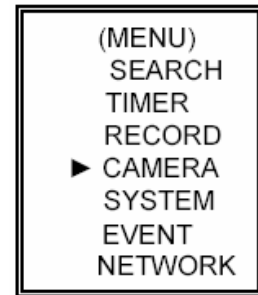 (MENU)
SEARCH
TIMER
RECORD
► CAMERA
SYSTEM
EVENT
NETWORK